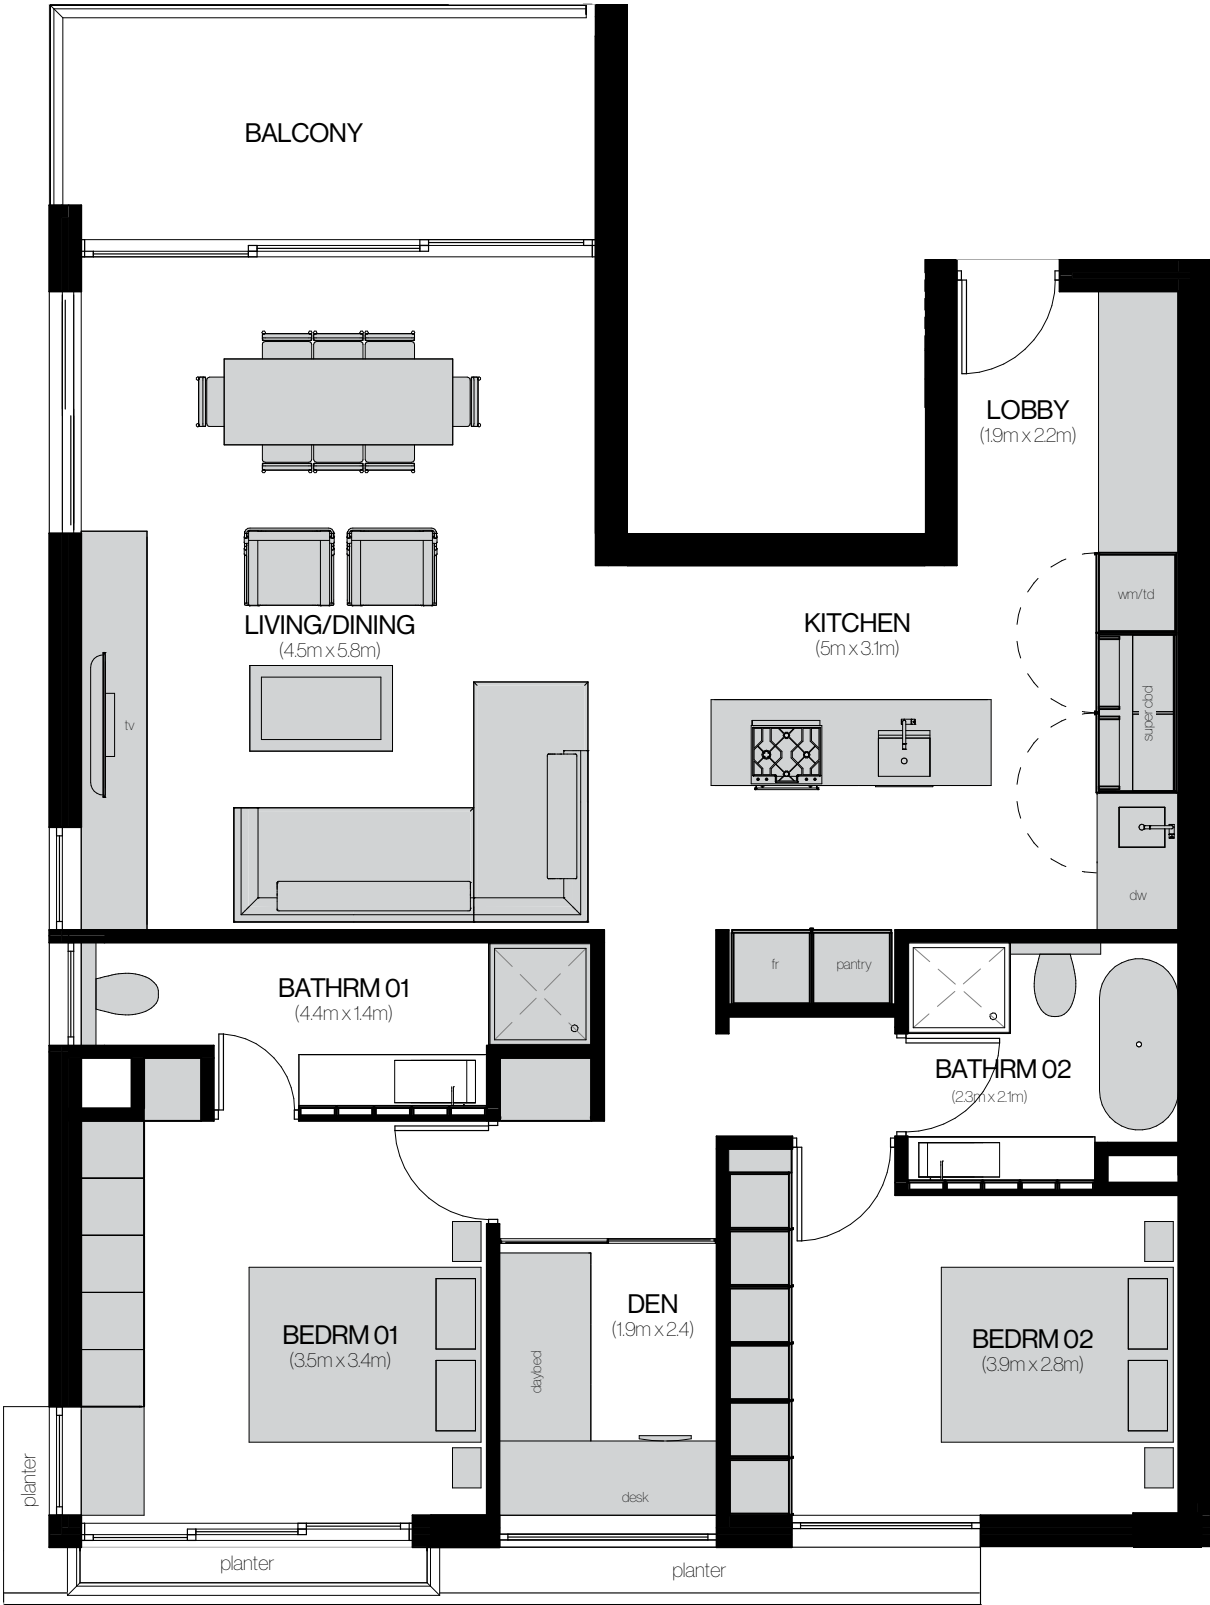 BALCONY
LOBBY
(1.9m x 2.2m)
wm/td
LIVING/DINING
(4.5m x 5.8m)
KITCHEN
(5m x 3.1m)
super cbd
tv
dw
fr
pantry
BATHRM 01
(4.4m x 1.4m)
BATHRM 02
(2.3m x 2.1m)
DEN
(1.9m x 2.4)
BEDRM 01
(3.5m x 3.4m)
BEDRM 02
(3.9m x 2.8m)
daybed
desk
planter
planter
planter